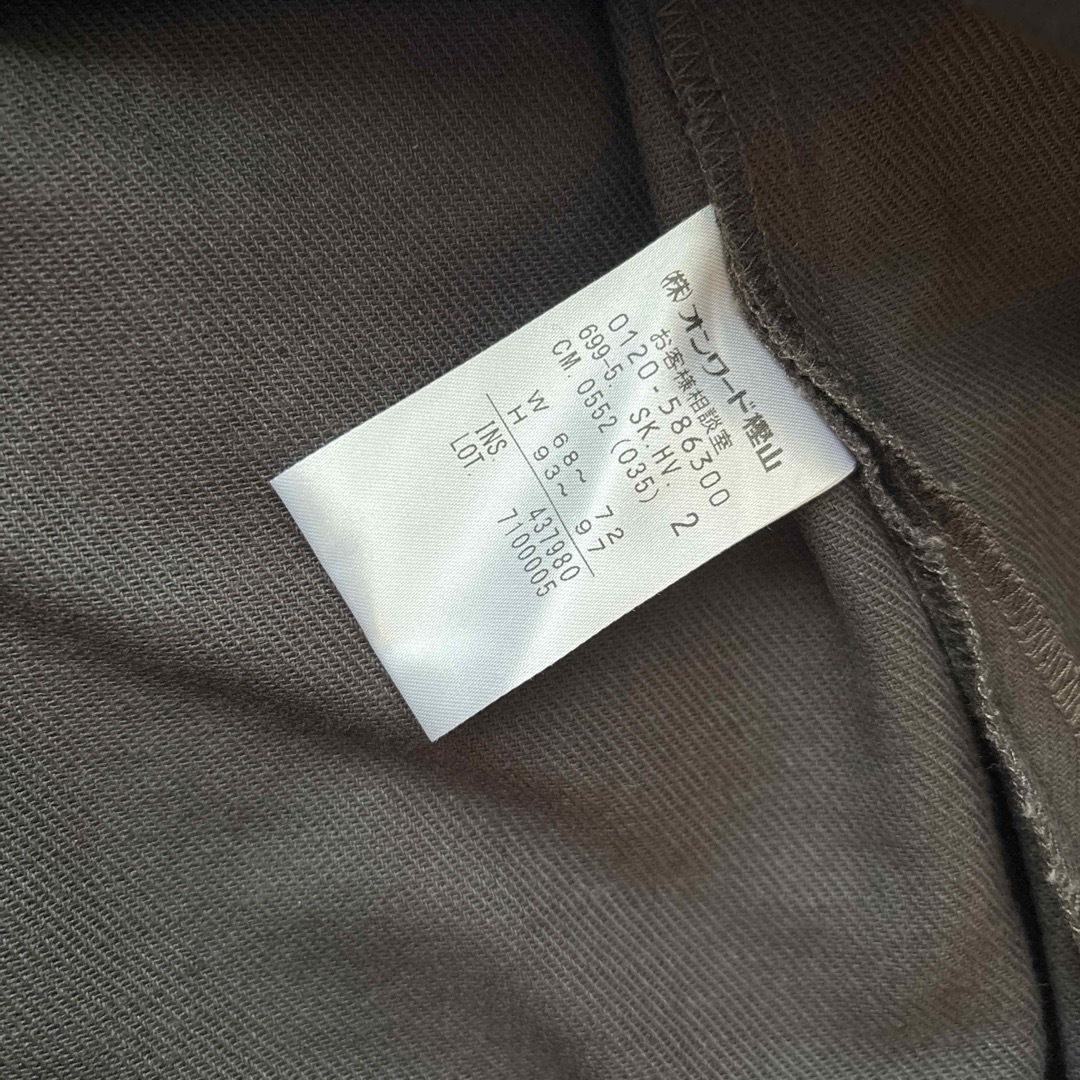 (株)オンワード樫山
お客様相談室
0120-586300
699-5. SK.HV. 2
CM. 0552 (035)
W 68~ 72
H 93~ 97
INS. 437980
LOT. 7100005